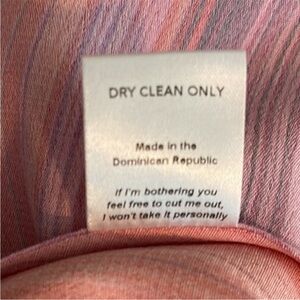 DRY CLEAN ONLY
Made in the
Dominican Republic
If I'm bothering you
feel free to cut me out,
I won't take it personally